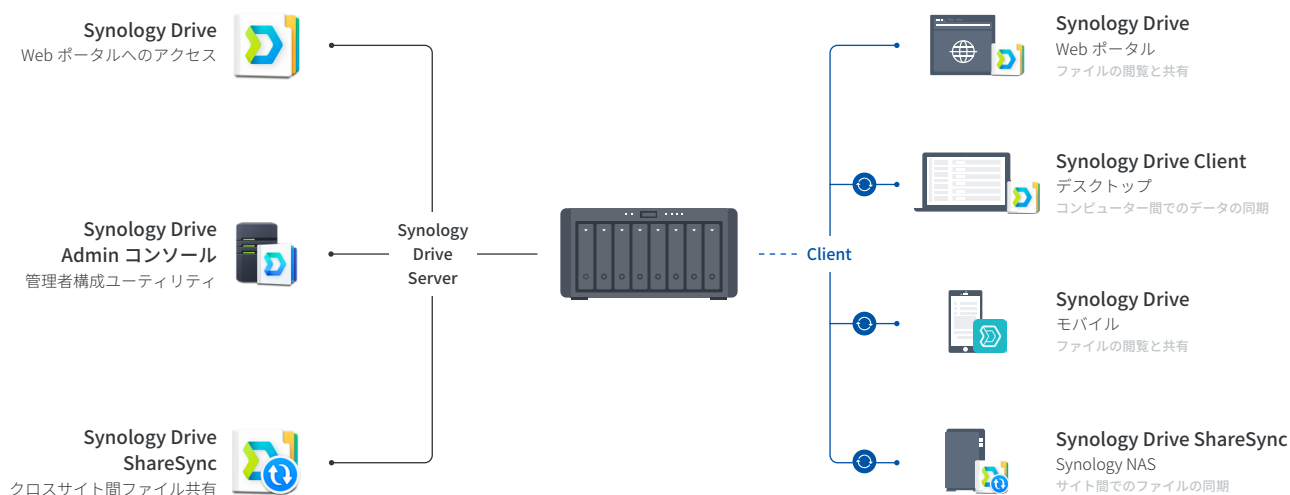 Synology Drive
Web ポータルへのアクセス
Synology Drive
Admin コンソール
管理者構成ユーティリティ
Synology Drive
ShareSync
クロスサイト間ファイル共有
Synology
Drive
Server
Client
Synology Drive
Web ポータル
ファイルの閲覧と共有
Synology Drive Client
デスクトップ
コンピューター間でのデータの同期
Synology Drive
モバイル
ファイルの閲覧と共有
Synology Drive ShareSync
Synology NAS
サイト間でのファイルの同期